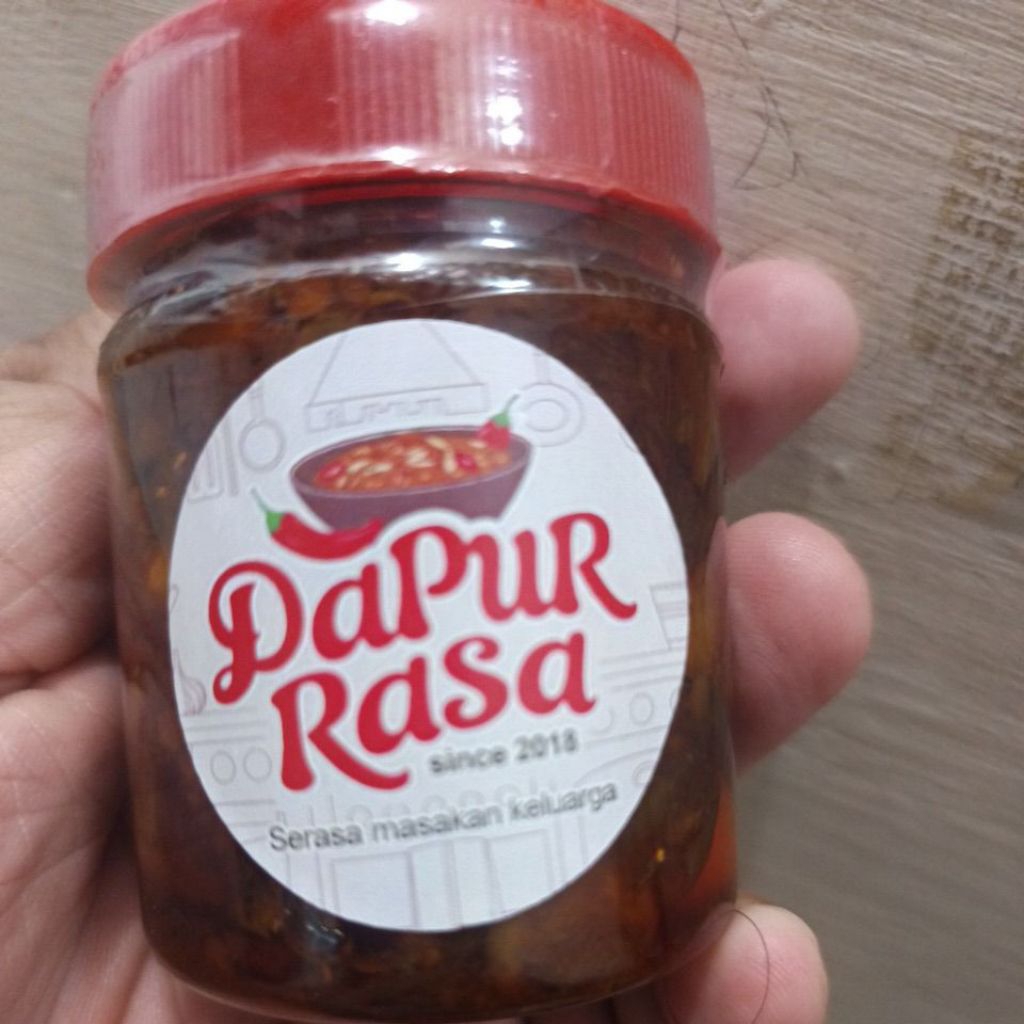 DaPuR
Rasa
since 2018
Serasa masakan keluarga